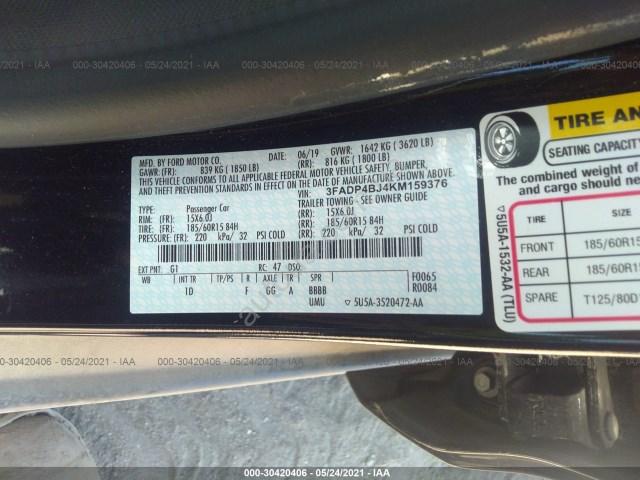 000-30420406 - 05/24/2021 - IAA
MFD. BY FORD MOTOR CO.
DATE: 06/19 GVWR: 1642 KG ( 3620 LB)
GAWR: (FR): 839 KG ( 1850 LB) (RR): 816 KG ( 1800 LB)
THIS VEHICLE CONFORMS TO ALL APPLICABLE FEDERAL MOTOR VEHICLE SAFETY, BUMPER,
AND THEFT PREVENTION STANDARDS IN EFFECT ON THE DATE OF MANUFACTURE SHOWN ABOVE.
VIN: 3FADP4BJ4KM159376
TYPE: Passenger Car TRAILER TOWING - SEE OWNER GUIDE
RIM: (FR): 15X6.0J (RR): 15X6.0J
TIRE: (FR): 185/60R15 84H (RR): 185/60R15 84H
PRESSURE: (FR): 220 kPa/ 32 PSI COLD (RR): 220 kPa/ 32 PSI COLD
EXT PNT: G1 RC: 47 DSO: F0065
WB INT TR TP/PS R AXLE TR SPR R0084
1D F GG A BBBB
UMU 5U5A-3S20472-AA
TIRE AN
SEATING CAPACITY
The combined weight of
and cargo should ne
5U5A-1532-AA (TLU)
TIRE SIZE
FRONT 185/60R15
REAR 185/60R15
SPARE T125/80D
000-30420406 - 05/24/2021 - IAA